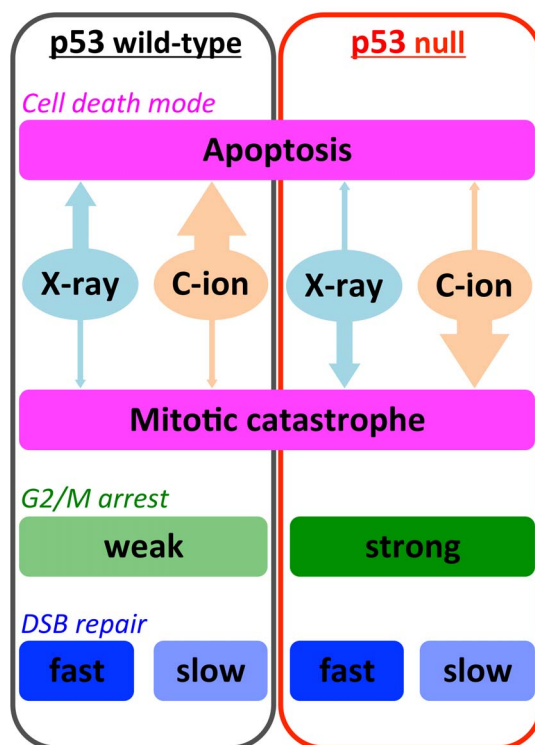 p53 wild-type
p53 null
Cell death mode
Apoptosis
X-ray
C-ion
X-ray
C-ion
Mitotic catastrophe
G2/M arrest
weak
strong
DSB repair
fast
slow
fast
slow